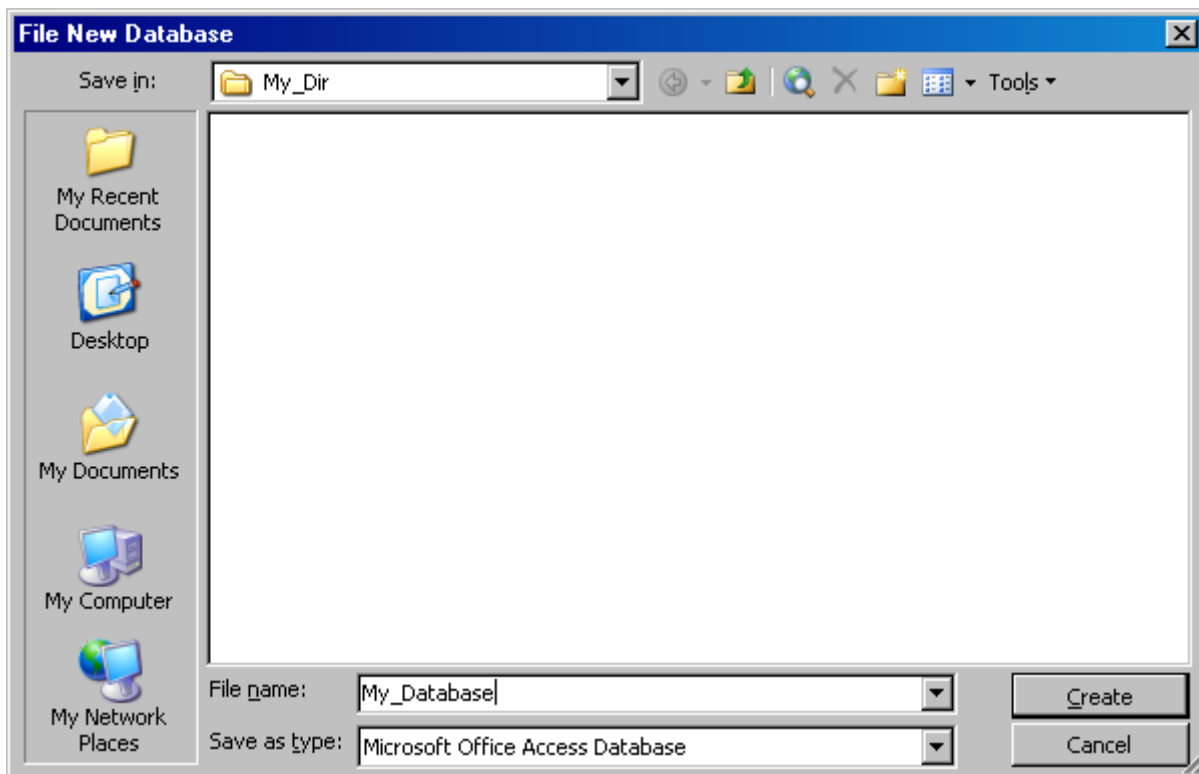 File New Database
Save in:
My_Dir
Tools
My Recent
Documents
Desktop
My Documents
My Computer
My Network
Places
File name:
My_Database
Create
Save as type:
Microsoft Office Access Database
Cancel